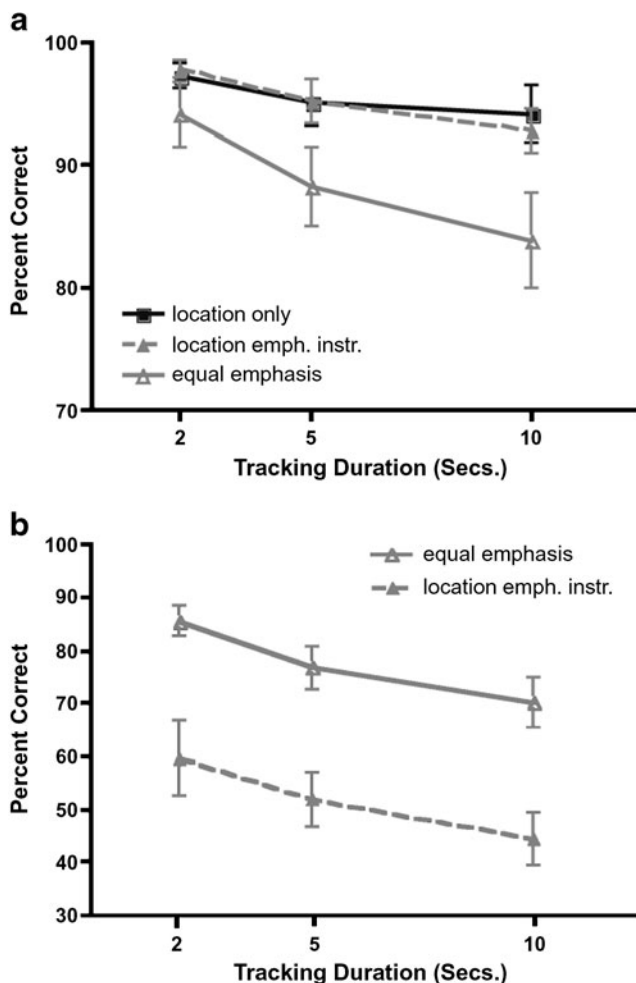 a
100
90
80
70
Percent Correct
location only
location emph. instr.
equal emphasis
2 5 10
Tracking Duration (Secs.)
b
100
90
80
70
60
50
40
30
Percent Correct
equal emphasis
location emph. instr.
2 5 10
Tracking Duration (Secs.)